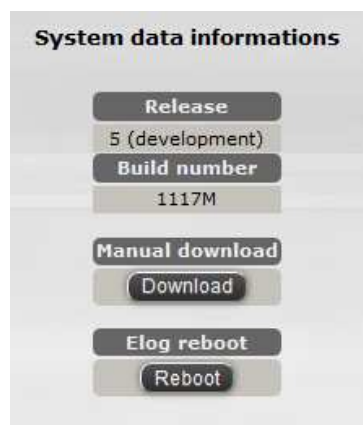 System data informations
Release
5 (development)
Build number
1117M
Manual download
Download
Elog reboot
Reboot